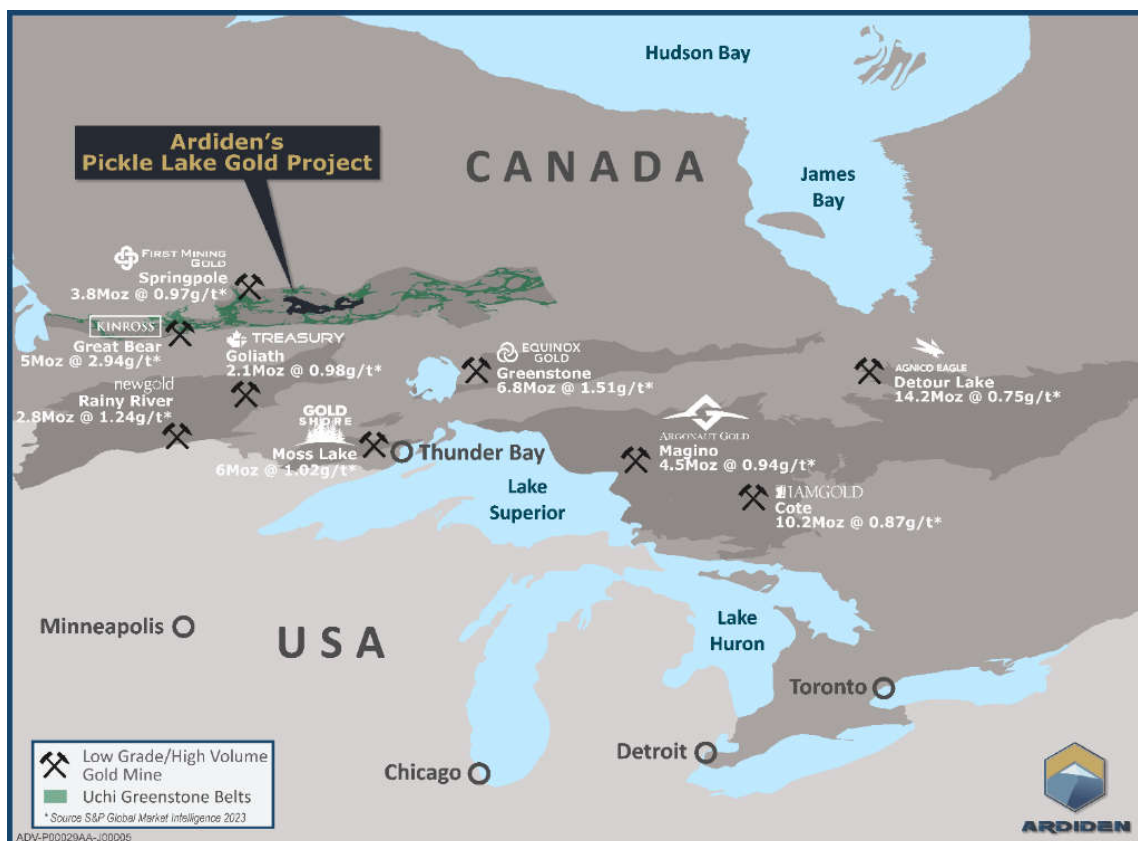 Hudson Bay
Ardiden's
Pickle Lake Gold Project
CANADA
James
Bay
FIRST MINING
GOLD
Springpole
3.8Moz @ 0.97g/t*
KINROSS
Great Bear
5Moz @ 2.94g/t*
TREASURY
Goliath
2.1Moz @ 0.98g/t*
EQUINOX
GOLD
Greenstone
6.8Moz @ 1.51g/t*
AGNICO EAGLE
Detour Lake
14.2Moz @ 0.75g/t*
newgold
Rainy River
2.8Moz @ 1.24g/t*
GOLD
SHORE
Moss Lake
6Moz @ 1.02g/t*
Thunder Bay
ARGONAUT GOLD
Magino
4.5Moz @ 0.94g/t*
IAMGOLD
Cote
10.2Moz @ 0.87g/t*
Lake
Superior
Minneapolis
USA
Lake
Huron
Toronto
Detroit
Chicago
Low Grade/High Volume
Gold Mine
Uchi Greenstone Belts
* Source S&P Global Market Intelligence 2023
ADV-P00029AA-J00005
ARDIDEN